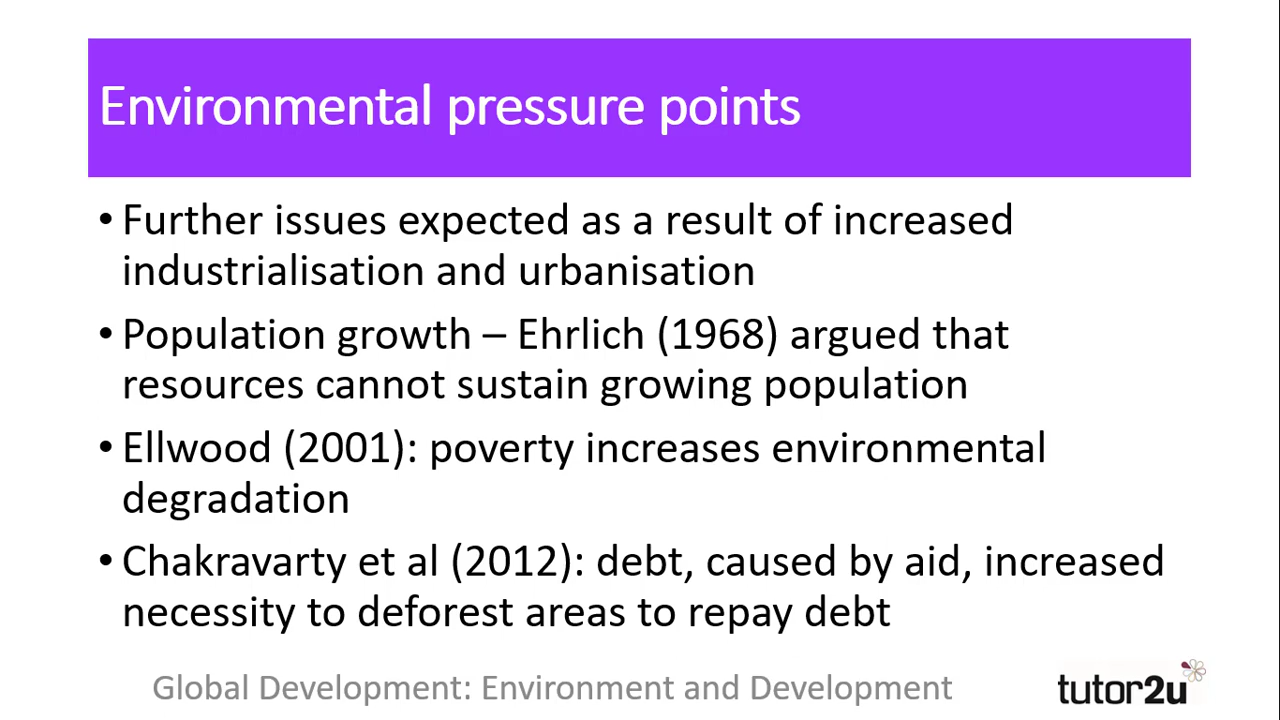 Environmental pressure points
• Further issues expected as a result of increased
industrialisation and urbanisation
• Population growth – Ehrlich (1968) argued that
resources cannot sustain growing population
• Ellwood (2001): poverty increases environmental
degradation
• Chakravarty et al (2012): debt, caused by aid, increased
necessity to deforest areas to repay debt
Global Development: Environment and Development
tutor2u